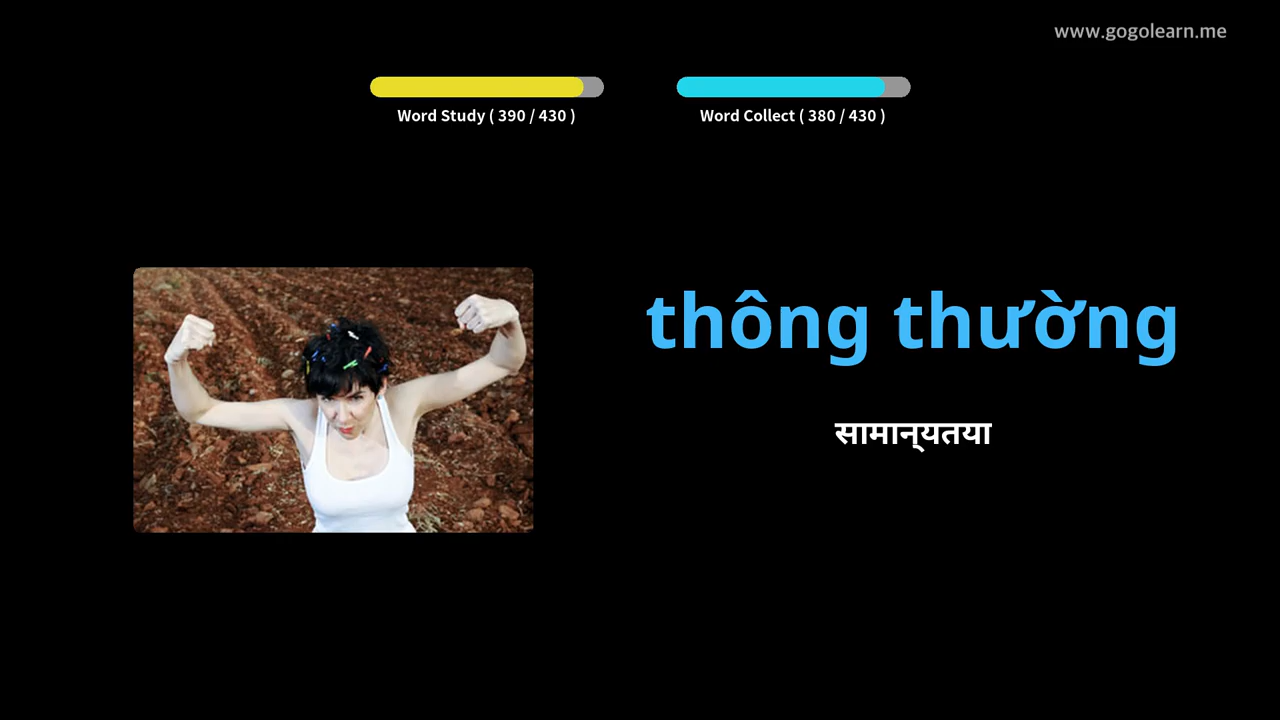 www.gogolearn.me
Word Study ( 390 / 430 )
Word Collect ( 380 / 430 )
thông thường
सामान्‍यतया